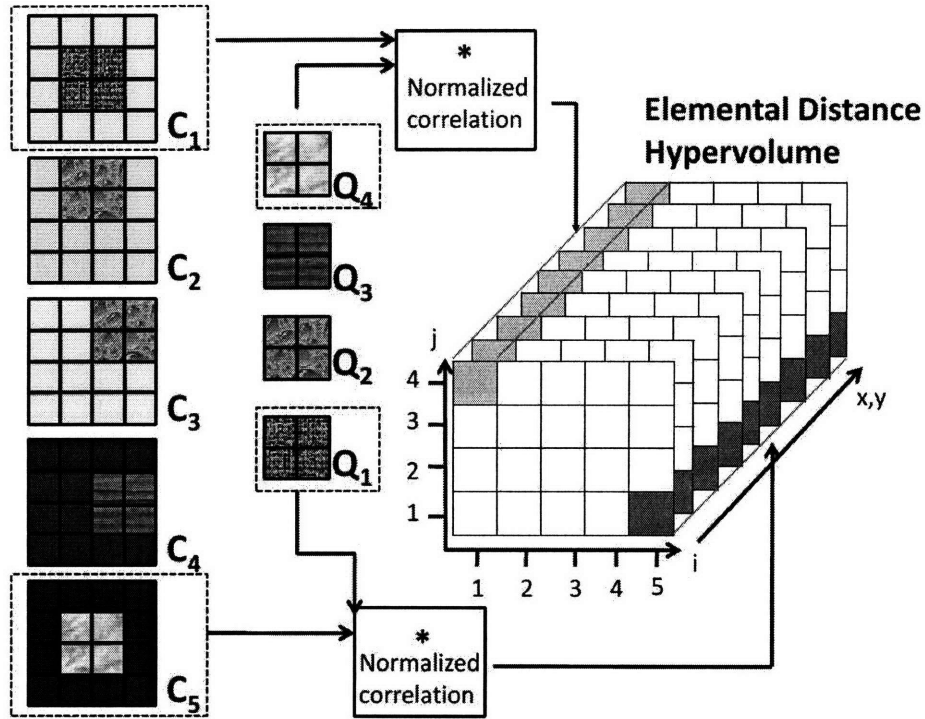 C1
*
Normalized
correlation
Elemental Distance
Hypervolume
Q4
C2
Q3
C3
Q2
j
4
3
2
1
x,y
Q1
C4
i
1 2 3 4 5
C5
*
Normalized
correlation